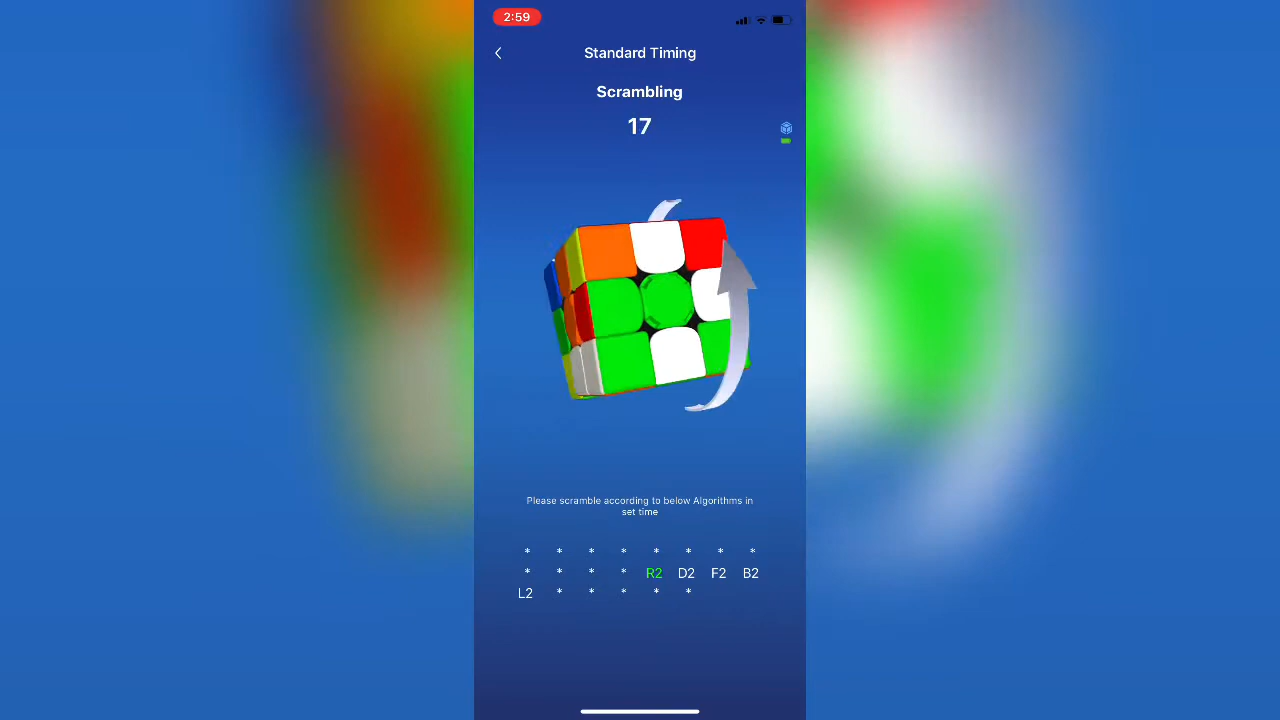 2:59
Standard Timing
Scrambling
17
Please scramble according to below Algorithms in
set time
* * * * * * * *
* * * * R2 D2 F2 B2
L2 * * * * *